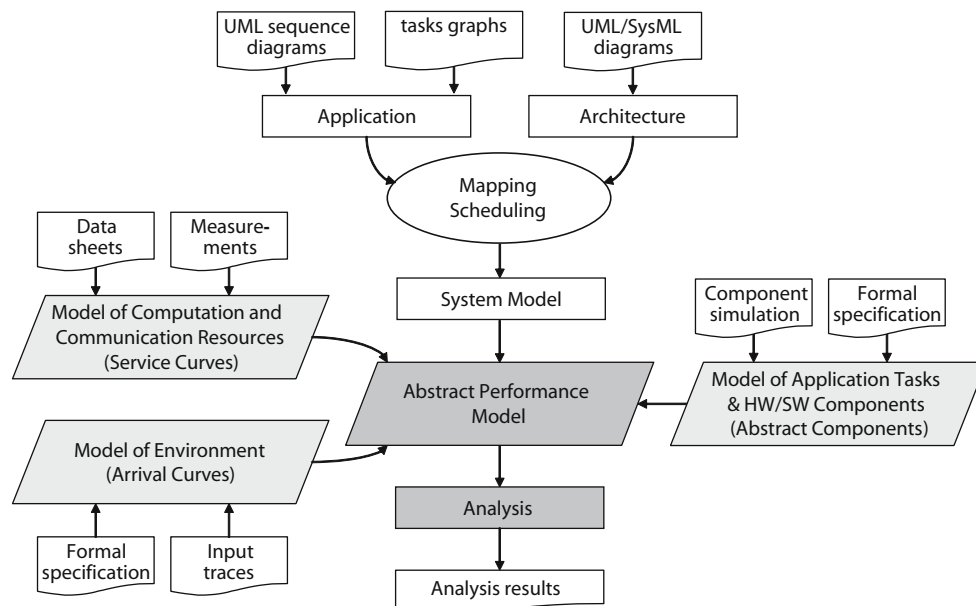 UML sequence
diagrams
tasks graphs
UML/SysML
diagrams
Application
Architecture
Mapping
Scheduling
Data
sheets
Measure-
ments
System Model
Component
simulation
Formal
specification
Model of Computation and
Communication Resources
(Service Curves)
Abstract Performance
Model
Model of Application Tasks
& HW/SW Components
(Abstract Components)
Model of Environment
(Arrival Curves)
Analysis
Formal
specification
Input
traces
Analysis results